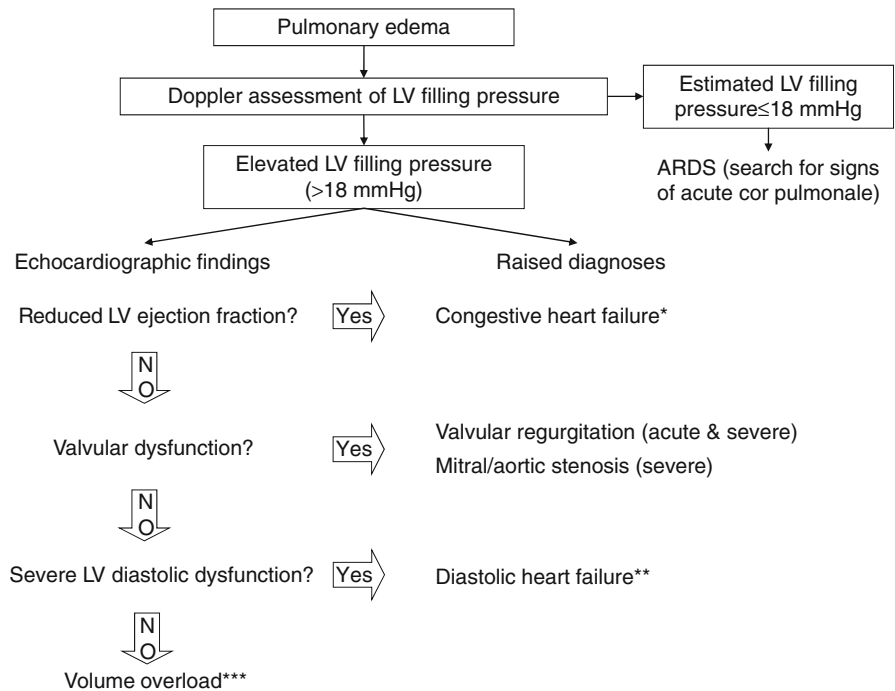 Pulmonary edema
Doppler assessment of LV filling pressure
Estimated LV filling
pressure≤18 mmHg
Elevated LV filling pressure
(>18 mmHg)
ARDS (search for signs
of acute cor pulmonale)
Echocardiographic findings
Raised diagnoses
Reduced LV ejection fraction?
Yes
Congestive heart failure*
N
O
Valvular dysfunction?
Yes
Valvular regurgitation (acute & severe)
Mitral/aortic stenosis (severe)
N
O
Severe LV diastolic dysfunction?
Yes
Diastolic heart failure**
N
O
Volume overload***